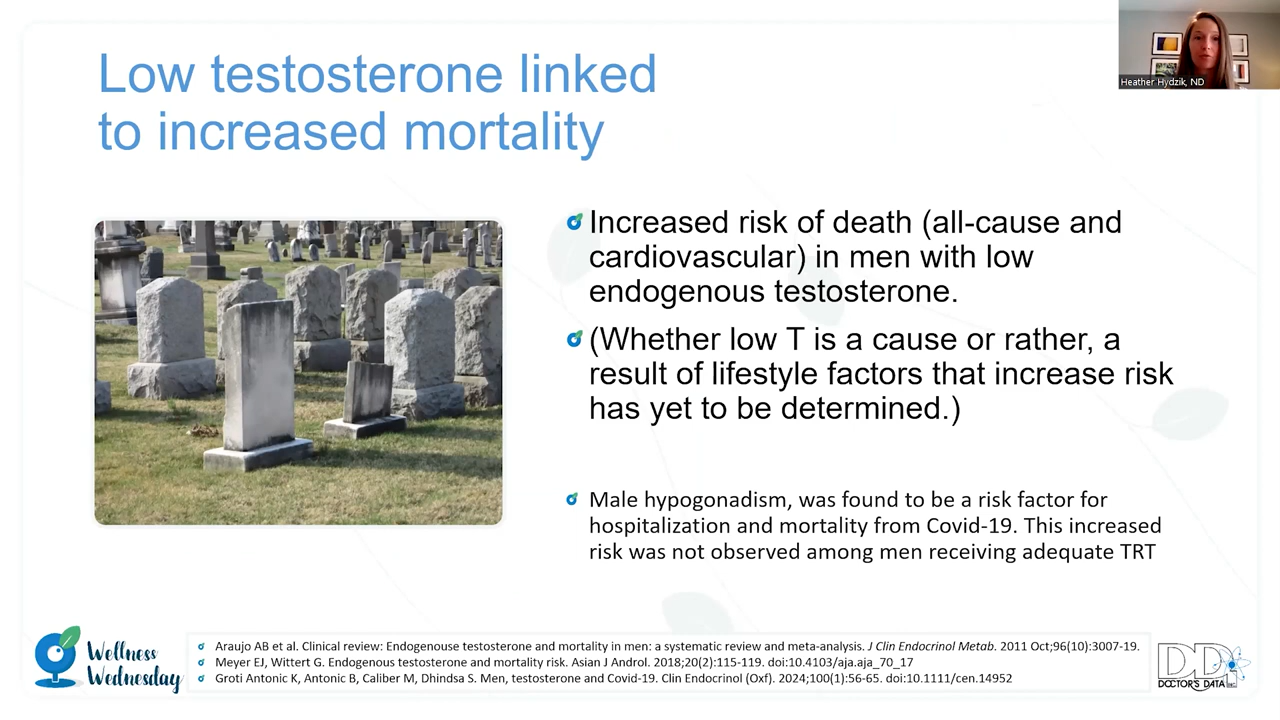 Low testosterone linked
to increased mortality
Heather Hydzik, ND
Increased risk of death (all-cause and
cardiovascular) in men with low
endogenous testosterone.
(Whether low T is a cause or rather, a
result of lifestyle factors that increase risk
has yet to be determined.)
Male hypogonadism, was found to be a risk factor for
hospitalization and mortality from Covid-19. This increased
risk was not observed among men receiving adequate TRT
Wellness
Wednesday
Araujo AB et al. Clinical review: Endogenouse testosterone and mortality in men: a systematic review and meta-analysis. J Clin Endocrinol Metab. 2011 Oct;96(10):3007-19.
Meyer EJ, Wittert G. Endogenous testosterone and mortality risk. Asian J Androl. 2018;20(2):115-119. doi:10.4103/aja.aja_70_17
Groti Antonic K, Antonic B, Caliber M, Dhindsa S. Men, testosterone and Covid-19. Clin Endocrinol (Oxf). 2024;100(1):56-65. doi:10.1111/cen.14952
DDI
DOCTOR'S DATA INC.